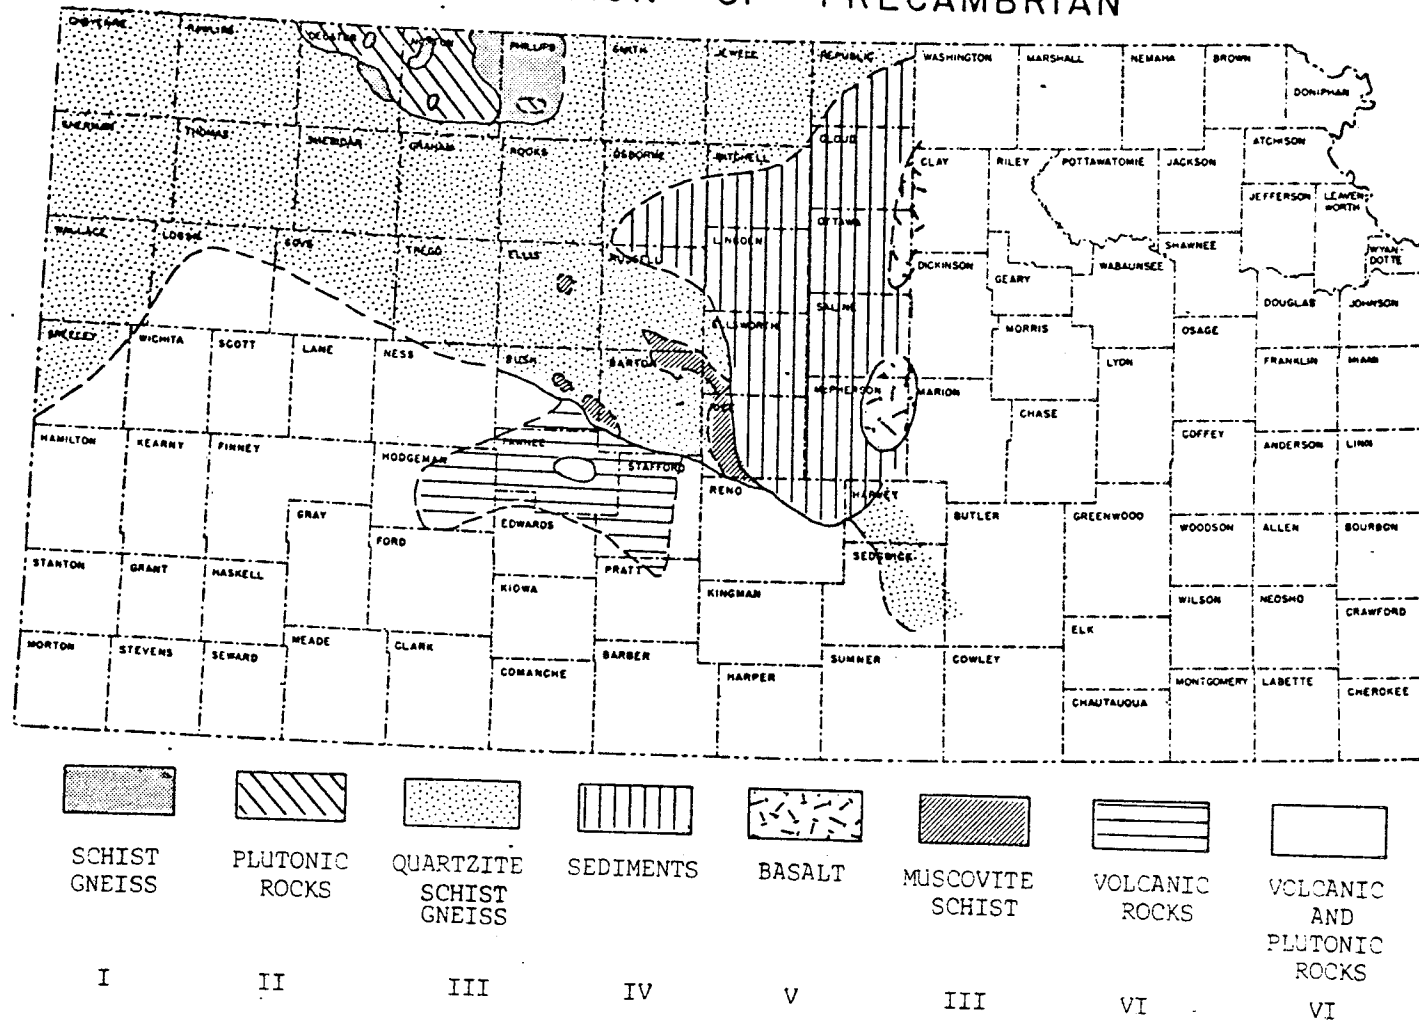 OF PRECAMBRIAN
CHEYENNE RAWLINS DECATUR NORTON PHILLIPS SMITH JEWELL REPUBLIC WASHINGTON MARSHALL NEMAHA BROWN
DONIPHAN
SHERMAN THOMAS SHERIDAN GRAHAM ROOKS OSBORNE MITCHELL CLOUD CLAY RILEY POTTAWATOMIE JACKSON ATCHISON
JEFFERSON LEAVEN
WORTH
WYAN
DOTTE
WALLACE LOGAN GOVE TREGO ELLIS RUSSELL LINCOLN OTTAWA DICKINSON GEARY WABAUNSEE SHAWNEE
DOUGLAS JOHNSON
SALINE MORRIS OSAGE
GREELEY WICHITA SCOTT LANE NESS RUSH BARTON ELLSWORTH MCPHERSON MARION CHASE LYON FRANKLIN MIAMI
HAMILTON KEARNY FINNEY HODGEMAN PAWNEE STAFFORD RICE COFFEY ANDERSON LINN
RENO HARVEY BUTLER GREENWOOD WOODSON ALLEN BOURBON
GRAY FORD EDWARDS
SEDGWICK
STANTON GRANT HASKELL KIOWA PRATT KINGMAN WILSON NEOSHO CRAWFORD
ELK
MORTON STEVENS SEWARD MEADE CLARK COMANCHE BARBER HARPER SUMNER COWLEY
CHAUTAUQUA MONTGOMERY LABETTE CHEROKEE
SCHIST
GNEISS
I
PLUTONIC
ROCKS
II
QUARTZITE
SCHIST
GNEISS
III
SEDIMENTS
IV
BASALT
V
MUSCOVITE
SCHIST
III
VOLCANIC
ROCKS
VI
VOLCANIC
AND
PLUTONIC
ROCKS
VI